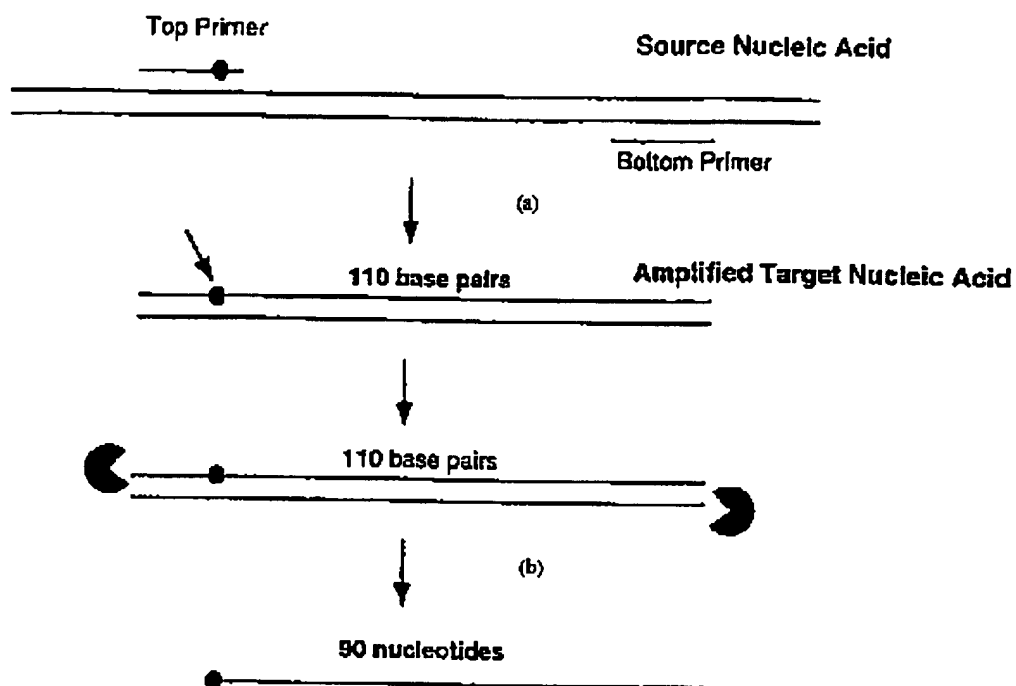 Top Primer
Source Nucleic Acid
Bottom Primer
(a)
110 base pairs
Amplified Target Nucleic Acid
110 base pairs
(b)
90 nucleotides